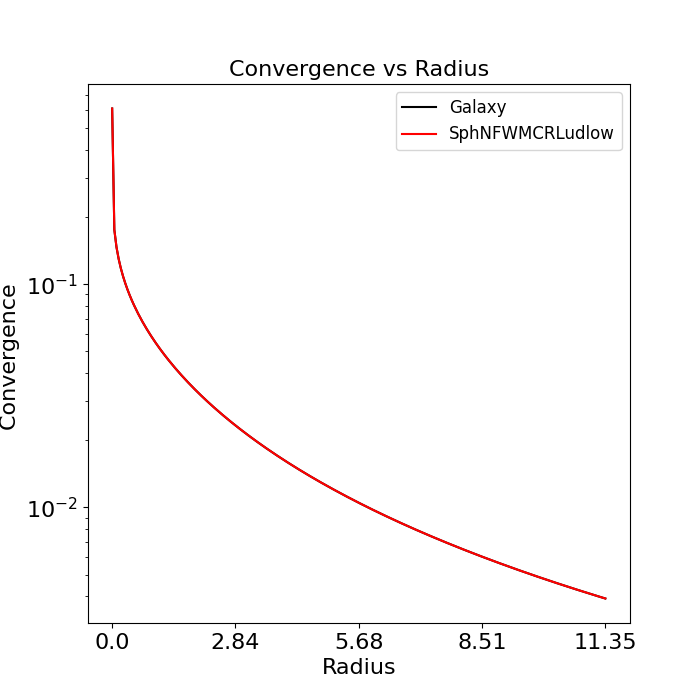 Convergence vs Radius
Galaxy
SphNFWMCRLudlow
Convergence
10⁻¹
10⁻²
0.0 2.84 5.68 8.51 11.35
Radius